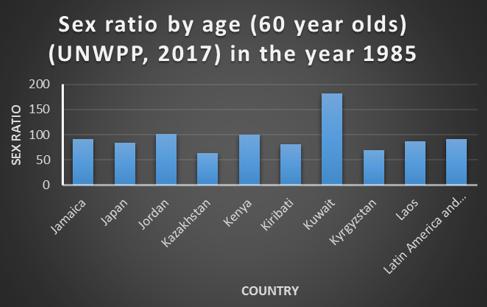 Sex ratio by age (60 year olds)
(UNWPP, 2017) in the year 1985
SEX RATIO
200
150
100
50
0
Jamaica
Japan
Jordan
Kazakhstan
Kenya
Kiribati
Kuwait
Kyrgyzstan
Laos
Latin America and...
COUNTRY